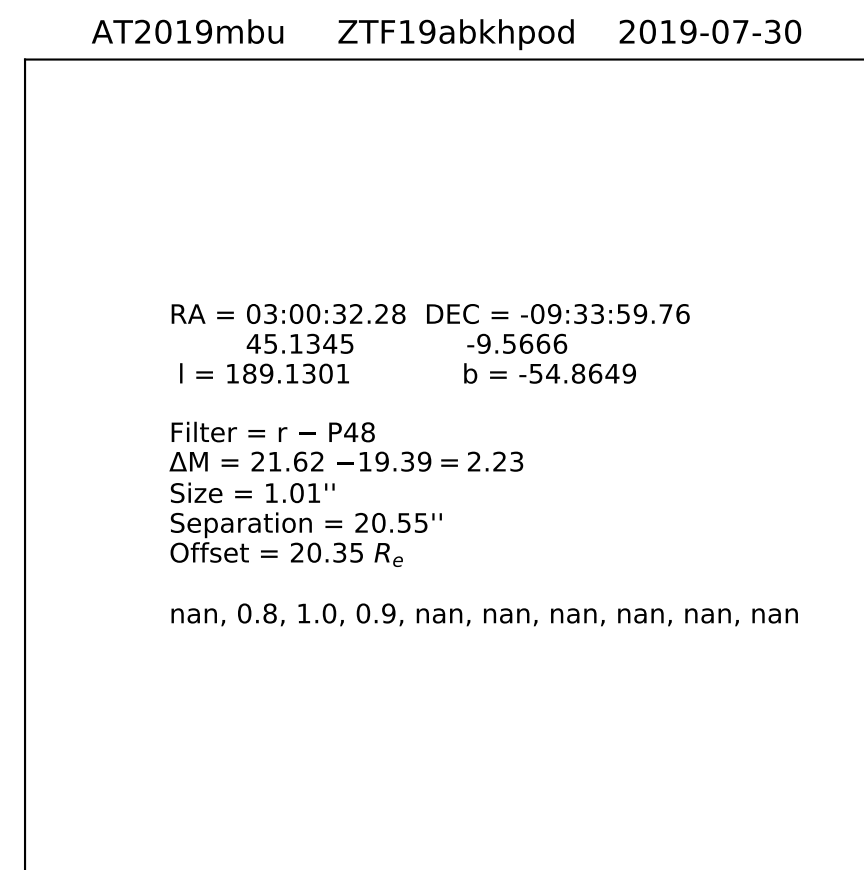 AT2019mbu ZTF19abkhpod 2019-07-30
RA = 03:00:32.28 DEC = -09:33:59.76
45.1345 -9.5666
l = 189.1301 b = -54.8649
Filter = r − P48
ΔM = 21.62 −19.39 = 2.23
Size = 1.01''
Separation = 20.55''
Offset = 20.35 Rₑ
nan, 0.8, 1.0, 0.9, nan, nan, nan, nan, nan, nan